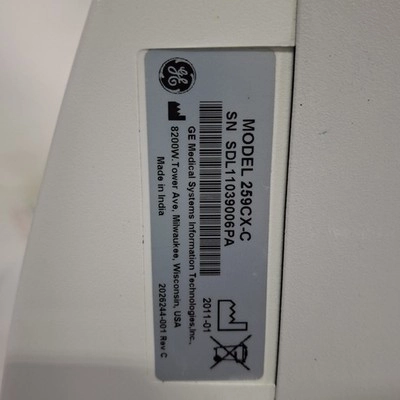 GE
MODEL 259CX-C
SN SDL11039006PA
GE Medical Systems Information Technologies, Inc.,
8200W. Tower Ave, Milwaukee, Wisconsin, USA
Made in India
2011-01
2026244-001 Rev C